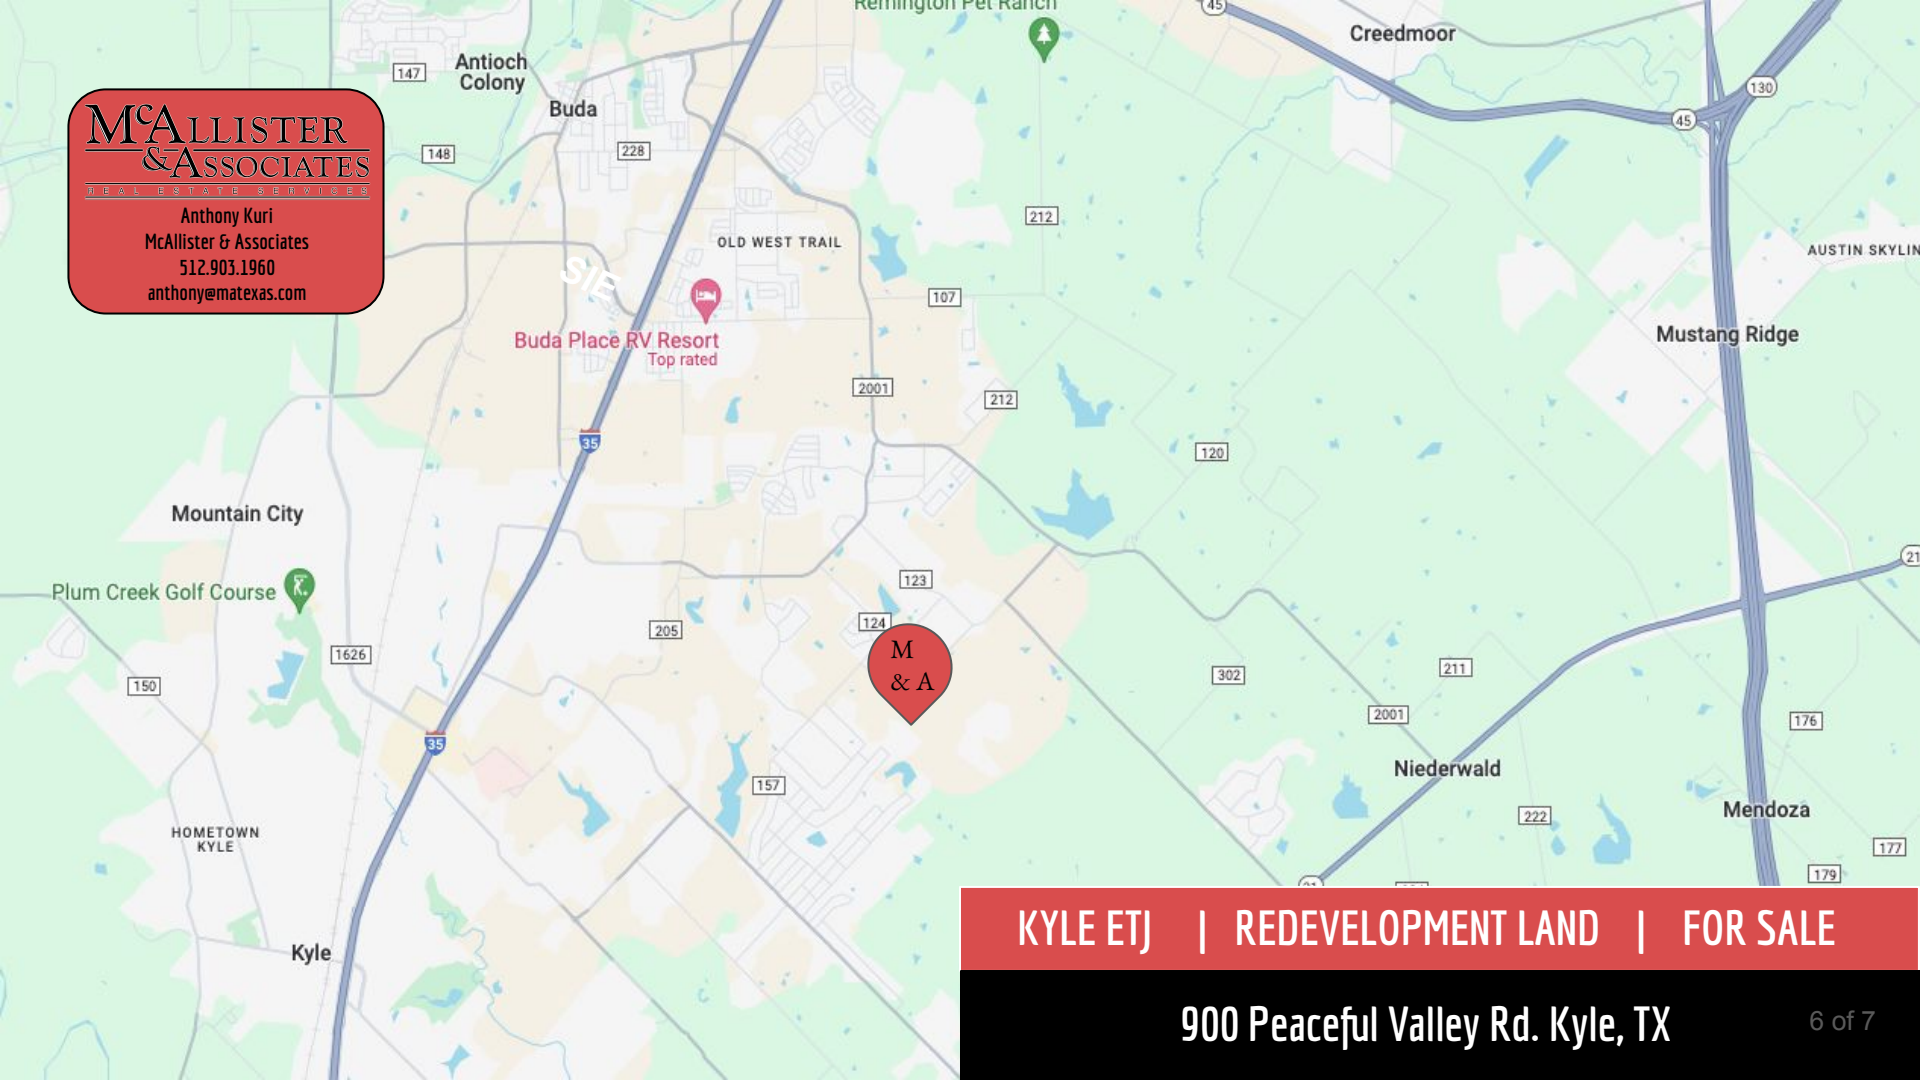 Remington Pet Ranch
45
Creedmoor
Antioch
Colony
147
130
Buda
45
McALLISTER
&ASSOCIATES
REAL ESTATE SERVICES
Anthony Kuri
McAllister & Associates
512.903.1960
anthony@matexas.com
148
228
212
OLD WEST TRAIL
AUSTIN SKYLIN
SIE
107
Buda Place RV Resort
Top rated
Mustang Ridge
2001
212
35
120
Mountain City
21
123
Plum Creek Golf Course
124
205
M
& A
1626
150
302
211
2001
176
35
Niederwald
157
Mendoza
222
HOMETOWN
KYLE
177
179
21
Kyle
KYLE ETJ | REDEVELOPMENT LAND | FOR SALE
900 Peaceful Valley Rd. Kyle, TX
6 of 7